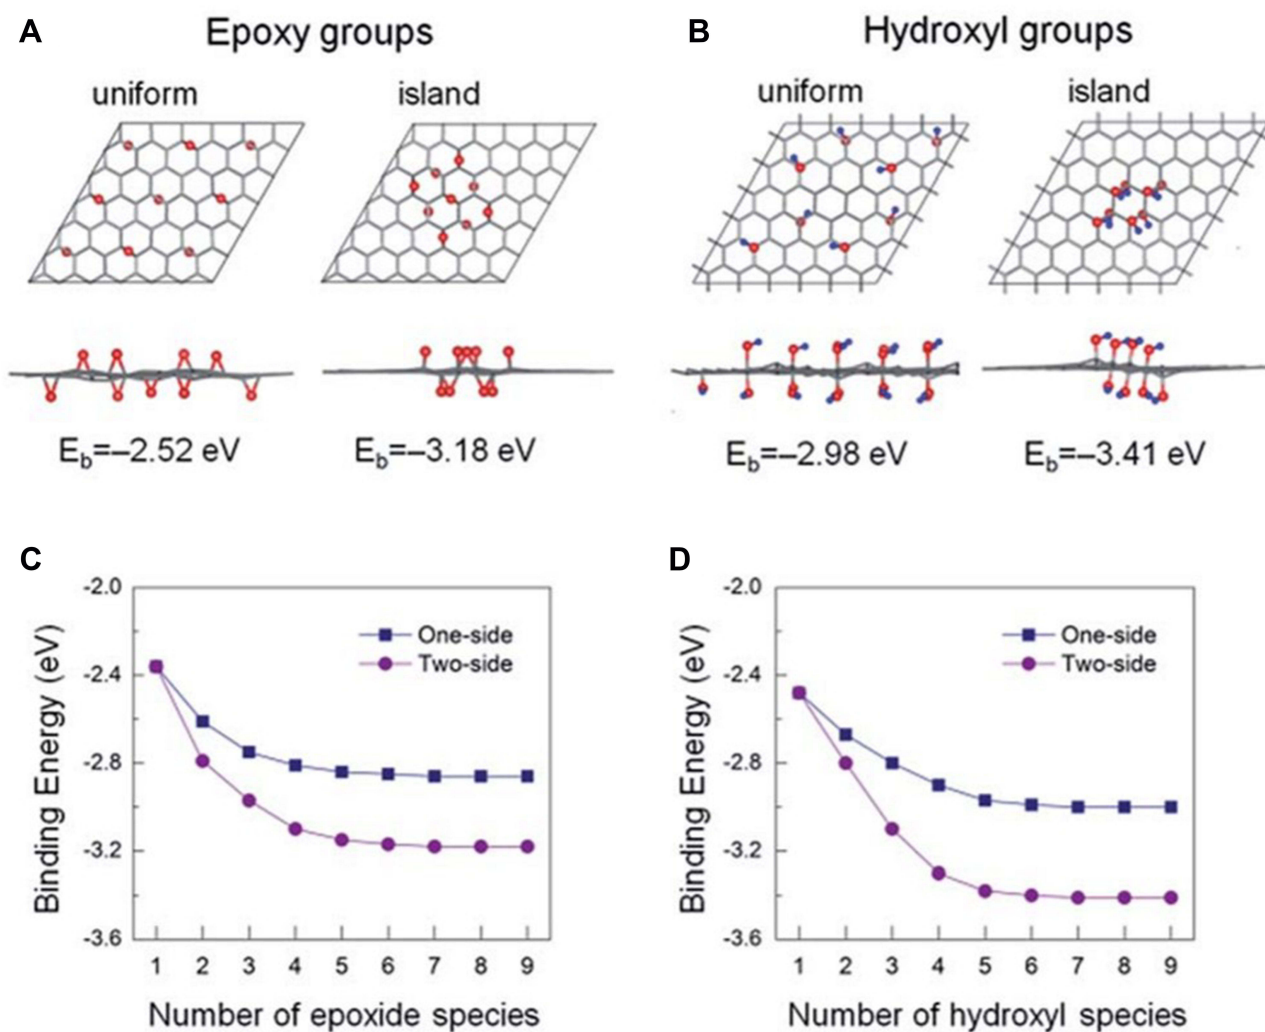 A Epoxy groups
uniform island
E_b=–2.52 eV E_b=–3.18 eV
B Hydroxyl groups
uniform island
E_b=–2.98 eV E_b=–3.41 eV
C
-2.0
-2.4
-2.8
-3.2
-3.6
Binding Energy (eV)
One-side
Two-side
1 2 3 4 5 6 7 8 9
Number of epoxide species
D
-2.0
-2.4
-2.8
-3.2
-3.6
Binding Energy (eV)
One-side
Two-side
1 2 3 4 5 6 7 8 9
Number of hydroxyl species